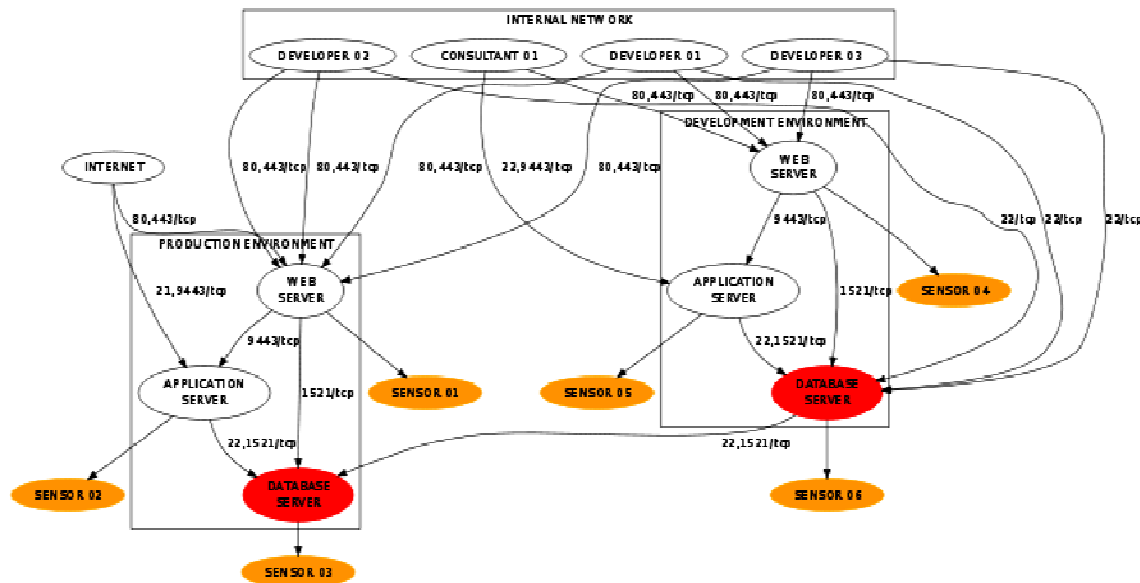 INTERNAL NETWORK
DEVELOPER 02
CONSULTANT 01
DEVELOPER 01
DEVELOPER 03
80,443/tcp
80,443/tcp
80,443/tcp
DEVELOPMENT ENVIRONMENT
WEB
SERVER
INTERNET
80,443/tcp
80,443/tcp
80,443/tcp
22,9443/tcp
80,443/tcp
80,443/tcp
9443/tcp
22/tcp
22/tcp
22/tcp
PRODUCTION ENVIRONMENT
WEB
SERVER
APPLICATION
SERVER
21,9443/tcp
1521/tcp
SENSOR 04
9443/tcp
22,1521/tcp
APPLICATION
SERVER
1521/tcp
SENSOR 01
SENSOR 05
DATABASE
SERVER
22,1521/tcp
22,1521/tcp
SENSOR 02
DATABASE
SERVER
SENSOR 06
SENSOR 03